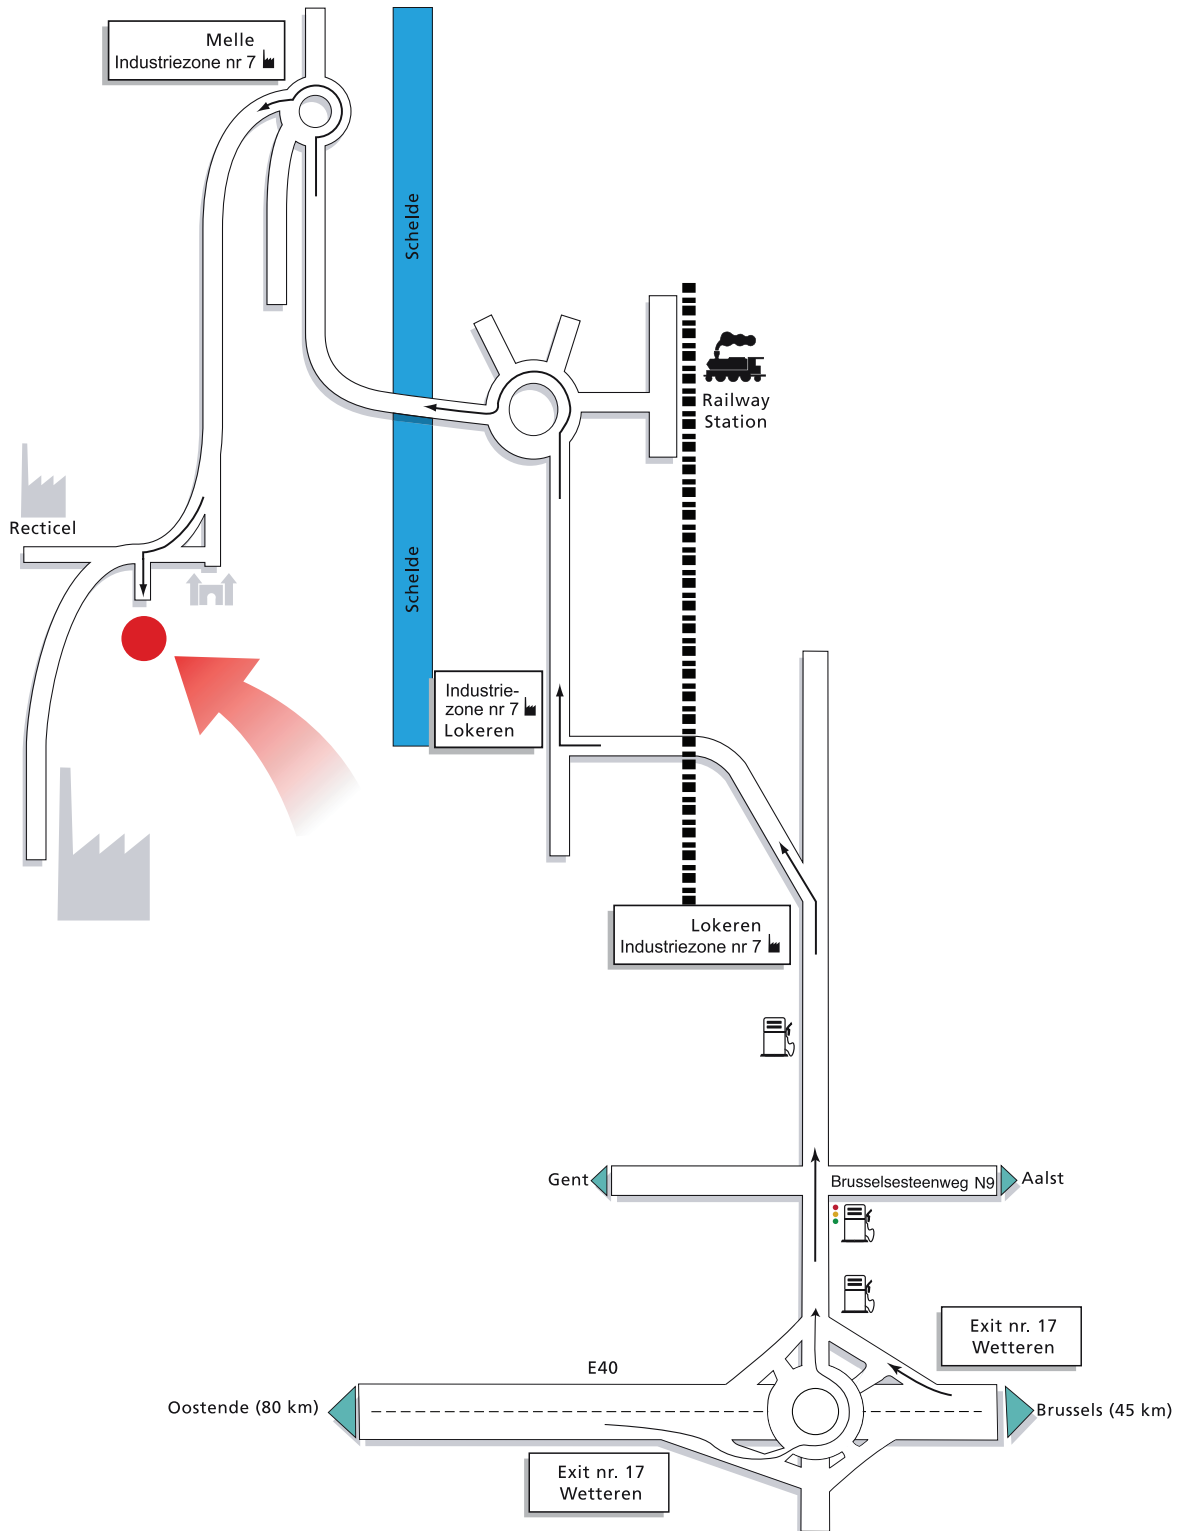 Melle
Industriezone nr 7
Schelde
Railway
Station
Recticel
Schelde
Industrie-
zone nr 7
Lokeren
Lokeren
Industriezone nr 7
Gent
Brusselsesteenweg N9
Aalst
Exit nr. 17
Wetteren
E40
Oostende (80 km)
Brussels (45 km)
Exit nr. 17
Wetteren